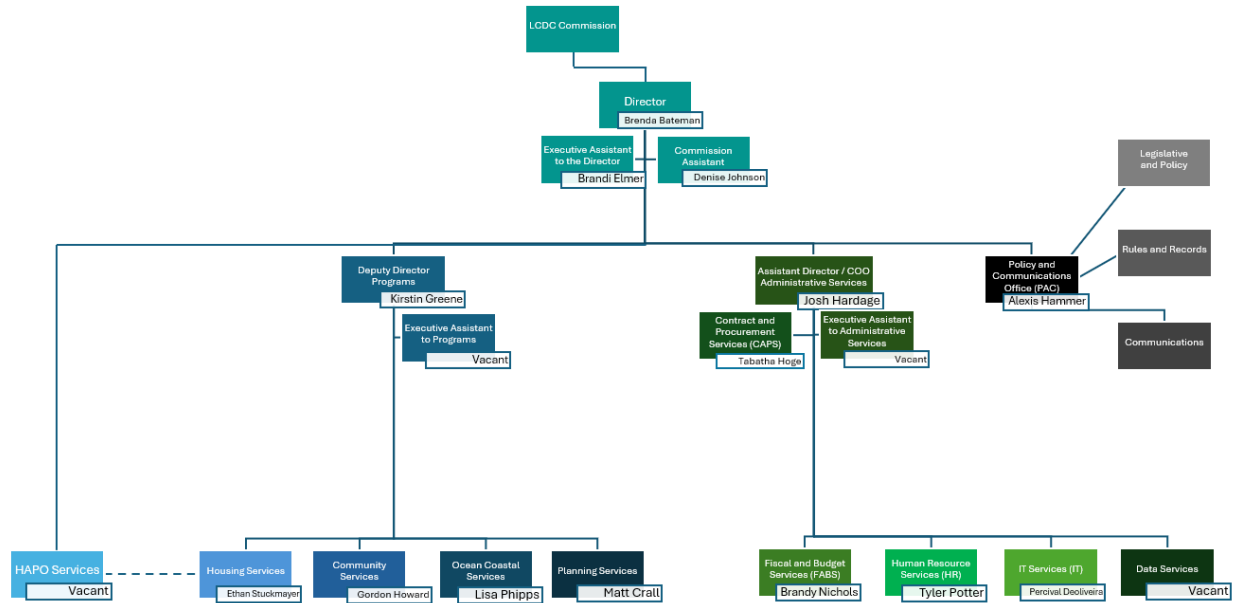 LCDC Commission
Director
Brenda Bateman
Executive Assistant
to the Director
Brandi Elmer
Commission
Assistant
Denise Johnson
Legislative
and Policy
Rules and Records
Communications
Deputy Director
Programs
Kirstin Greene
Executive Assistant
to Programs
Vacant
Assistant Director / COO
Administrative Services
Josh Hardage
Contract and
Procurement
Services (CAPS)
Tabatha Hoge
Executive Assistant
to Administrative
Services
Vacant
Policy and
Communications
Office (PAC)
Alexis Hammer
HAPO Services
Vacant
Housing Services
Ethan Stuckmayer
Community
Services
Gordon Howard
Ocean Coastal
Services
Lisa Phipps
Planning Services
Matt Crall
Fiscal and Budget
Services (FABS)
Brandy Nichols
Human Resource
Services (HR)
Tyler Potter
IT Services (IT)
Percival Deoliveira
Data Services
Vacant